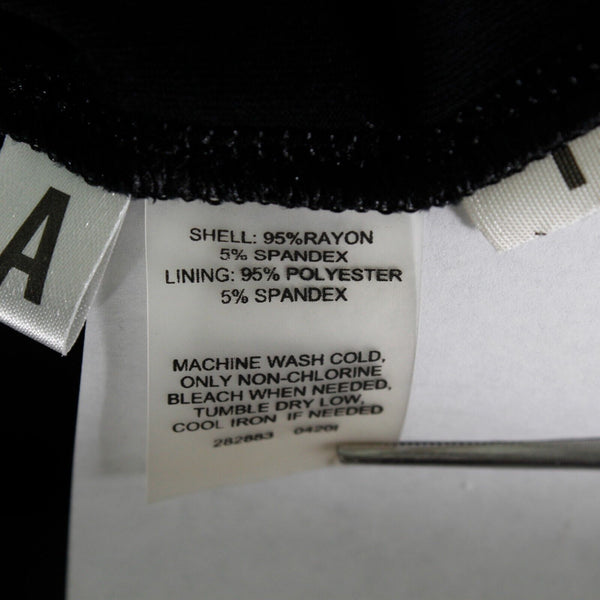 A
SHELL: 95%RAYON
5% SPANDEX
LINING: 95% POLYESTER
5% SPANDEX
MACHINE WASH COLD,
ONLY NON-CHLORINE
BLEACH WHEN NEEDED,
TUMBLE DRY LOW,
COOL IRON IF NEEDED
282883 0420I